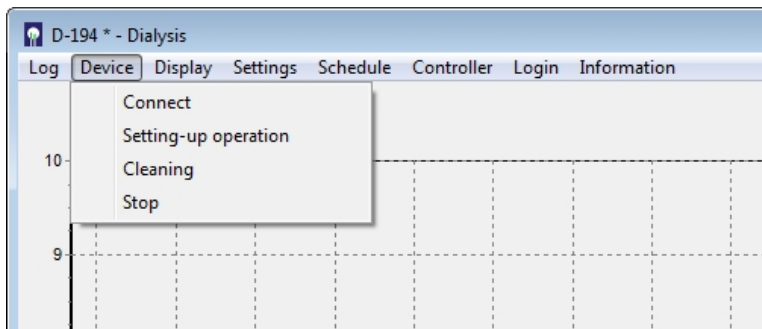 D-194 * - Dialysis
Log Device Display Settings Schedule Controller Login Information
Connect
Setting-up operation
Cleaning
Stop
10
9